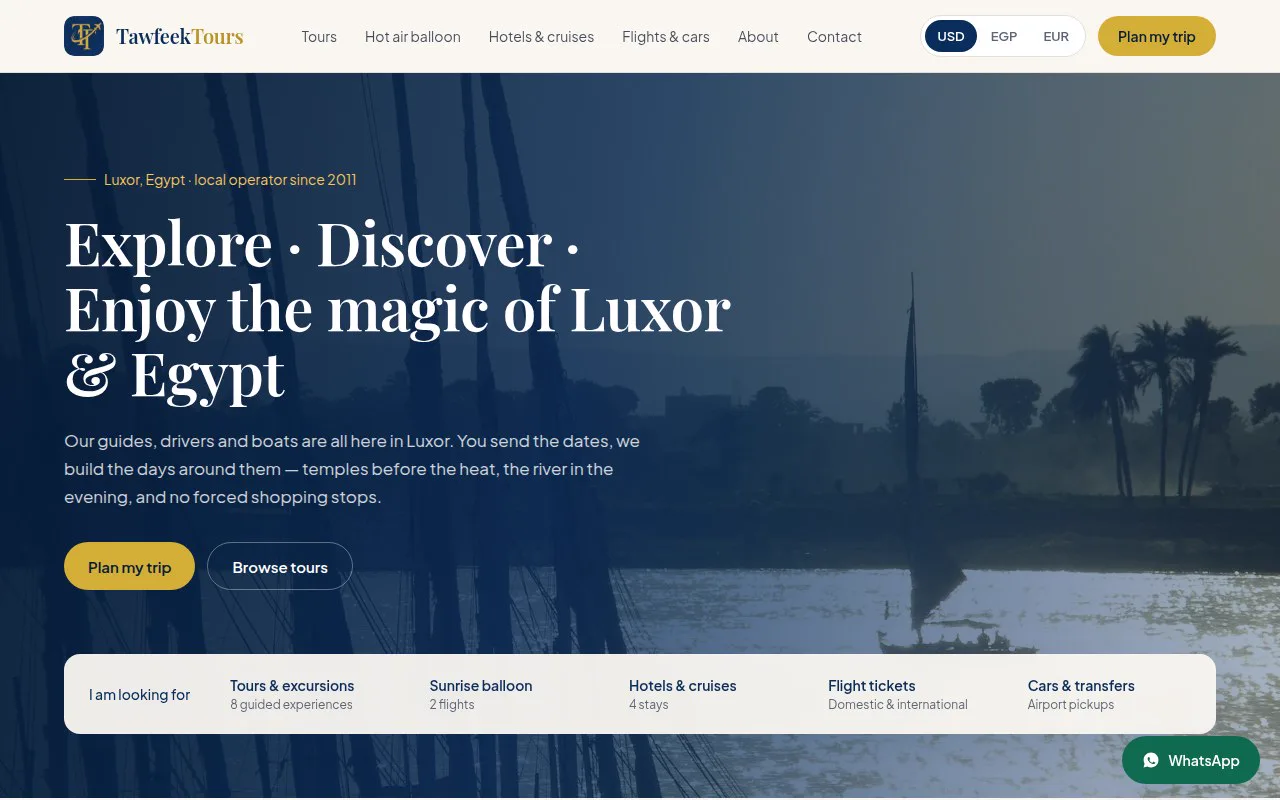 TawfeekTours
Tours
Hot air balloon
Hotels & cruises
Flights & cars
About
Contact
USD
EGP
EUR
Plan my trip
Luxor, Egypt · local operator since 2011
Explore · Discover ·
Enjoy the magic of Luxor
& Egypt
Our guides, drivers and boats are all here in Luxor. You send the dates, we
build the days around them — temples before the heat, the river in the
evening, and no forced shopping stops.
Plan my trip
Browse tours
I am looking for
Tours & excursions
8 guided experiences
Sunrise balloon
2 flights
Hotels & cruises
4 stays
Flight tickets
Domestic & international
Cars & transfers
Airport pickups
WhatsApp